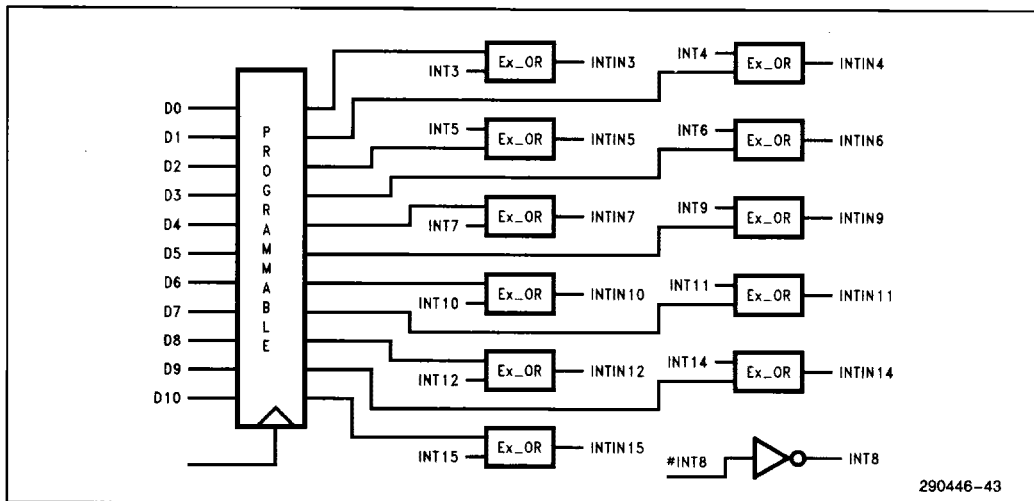 D0
D1
D2
D3
D4
D5
D6
D7
D8
D9
D10
PROGRAMMABLE
INT3 Ex_OR INTIN3
INT4 Ex_OR INTIN4
INT5 Ex_OR INTIN5
INT6 Ex_OR INTIN6
INT7 Ex_OR INTIN7
INT9 Ex_OR INTIN9
INT10 Ex_OR INTIN10
INT11 Ex_OR INTIN11
INT12 Ex_OR INTIN12
INT14 Ex_OR INTIN14
INT15 Ex_OR INTIN15
#INT8 INT8
290446-43